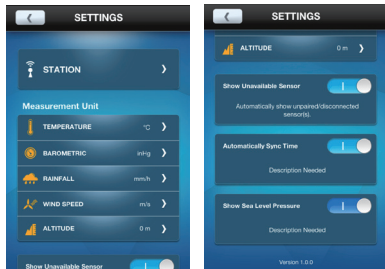 SETTINGS
STATION
Measurement Unit
TEMPERATURE °C
BAROMETRIC inHg
RAINFALL mm/h
WIND SPEED m/s
ALTITUDE 0 m
Show Unavailable Sensor
SETTINGS
ALTITUDE 0 m
Show Unavailable Sensor
Automatically show unpaired/disconnected
sensor(s).
Automatically Sync Time
Description Needed
Show Sea Level Pressure
Description Needed
Version 1.0.0